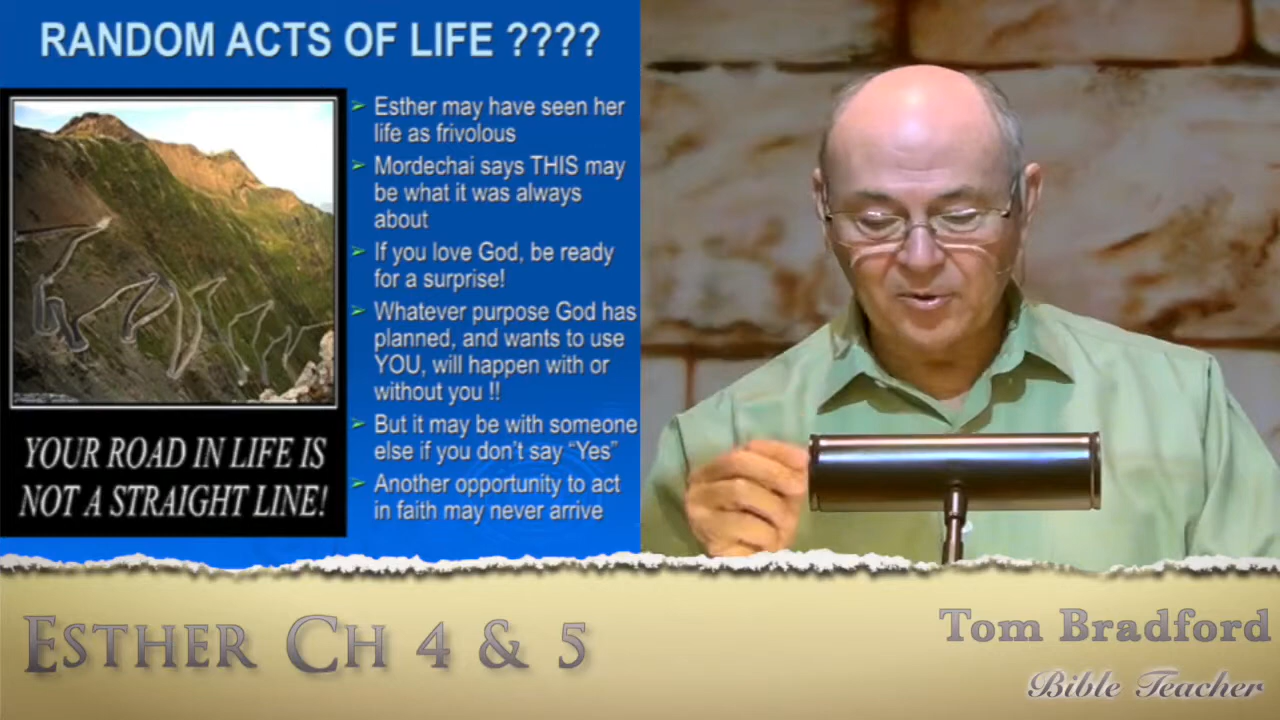 RANDOM ACTS OF LIFE ????
Esther may have seen her
life as frivolous
Mordechai says THIS may
be what it was always
about
If you love God, be ready
for a surprise!
Whatever purpose God has
planned, and wants to use
YOU, will happen with or
without you !!
But it may be with someone
else if you don't say "Yes"
Another opportunity to act
in faith may never arrive
YOUR ROAD IN LIFE IS
NOT A STRAIGHT LINE!
ESTHER CH 4 & 5
Tom Bradford
Bible Teacher